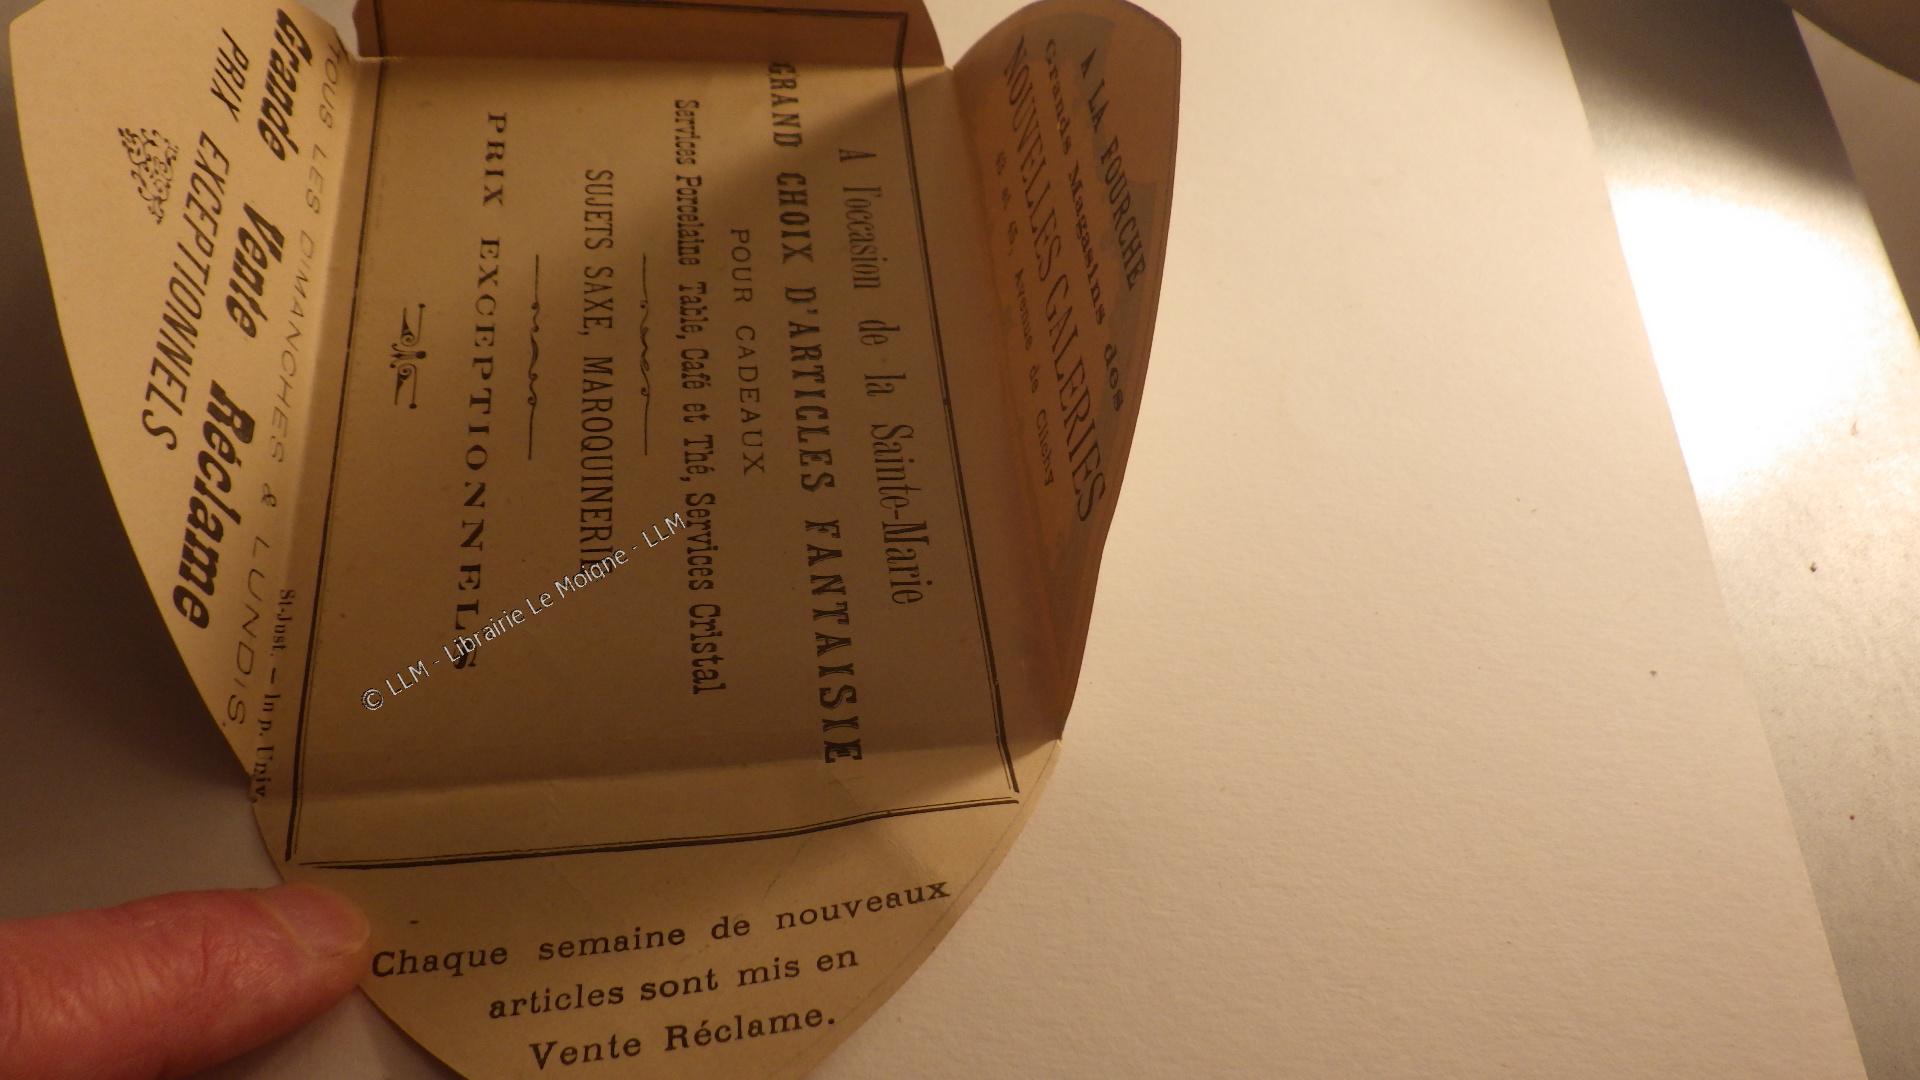 A LA FOURCHE
Grands Magasins des
NOUVELLES GALERIES
et 45, Avenue de Clichy
A l'occasion de la Sainte-Marie
GRAND CHOIX D'ARTICLES FANTAISIE
POUR CADEAUX
Services Porcelaine Table, Café et Thé, Services Cristal
SUJETS SAXE, MAROQUINERIE
PRIX EXCEPTIONNELS
TOUS LES DIMANCHES & LUNDIS.
Grande Vente Réclame
PRIX EXCEPTIONNELS
St-Just. — Imp. Univ.
Chaque semaine de nouveaux
articles sont mis en
Vente Réclame.
© LLM - Librairie Le Moigne - LLM